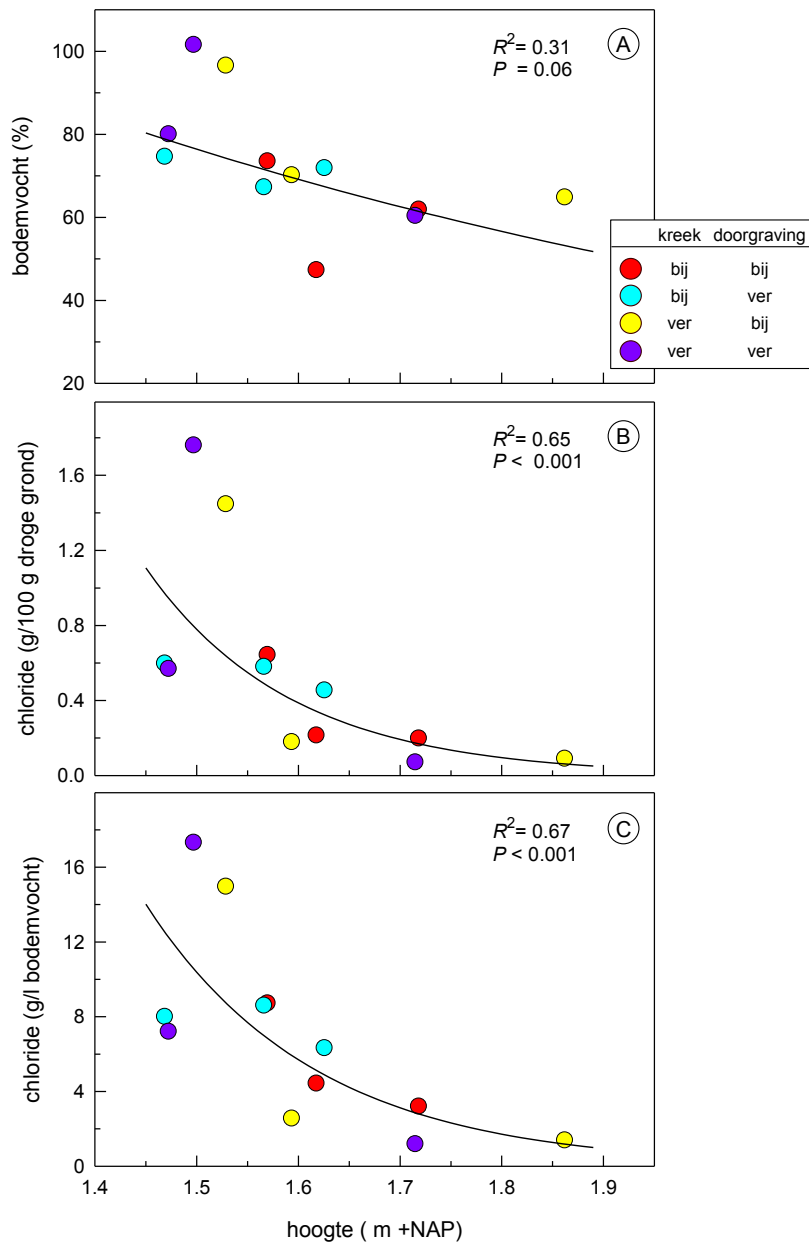 R²= 0.31
P = 0.06
A
100
80
60
40
20
bodemvocht (%)
kreek doorgraving
bij bij
bij ver
ver bij
ver ver
R²= 0.65
P < 0.001
B
1.6
1.2
0.8
0.4
0.0
chloride (g/100 g droge grond)
R²= 0.67
P < 0.001
C
16
12
8
4
0
chloride (g/l bodemvocht)
1.4 1.5 1.6 1.7 1.8 1.9
hoogte ( m +NAP)